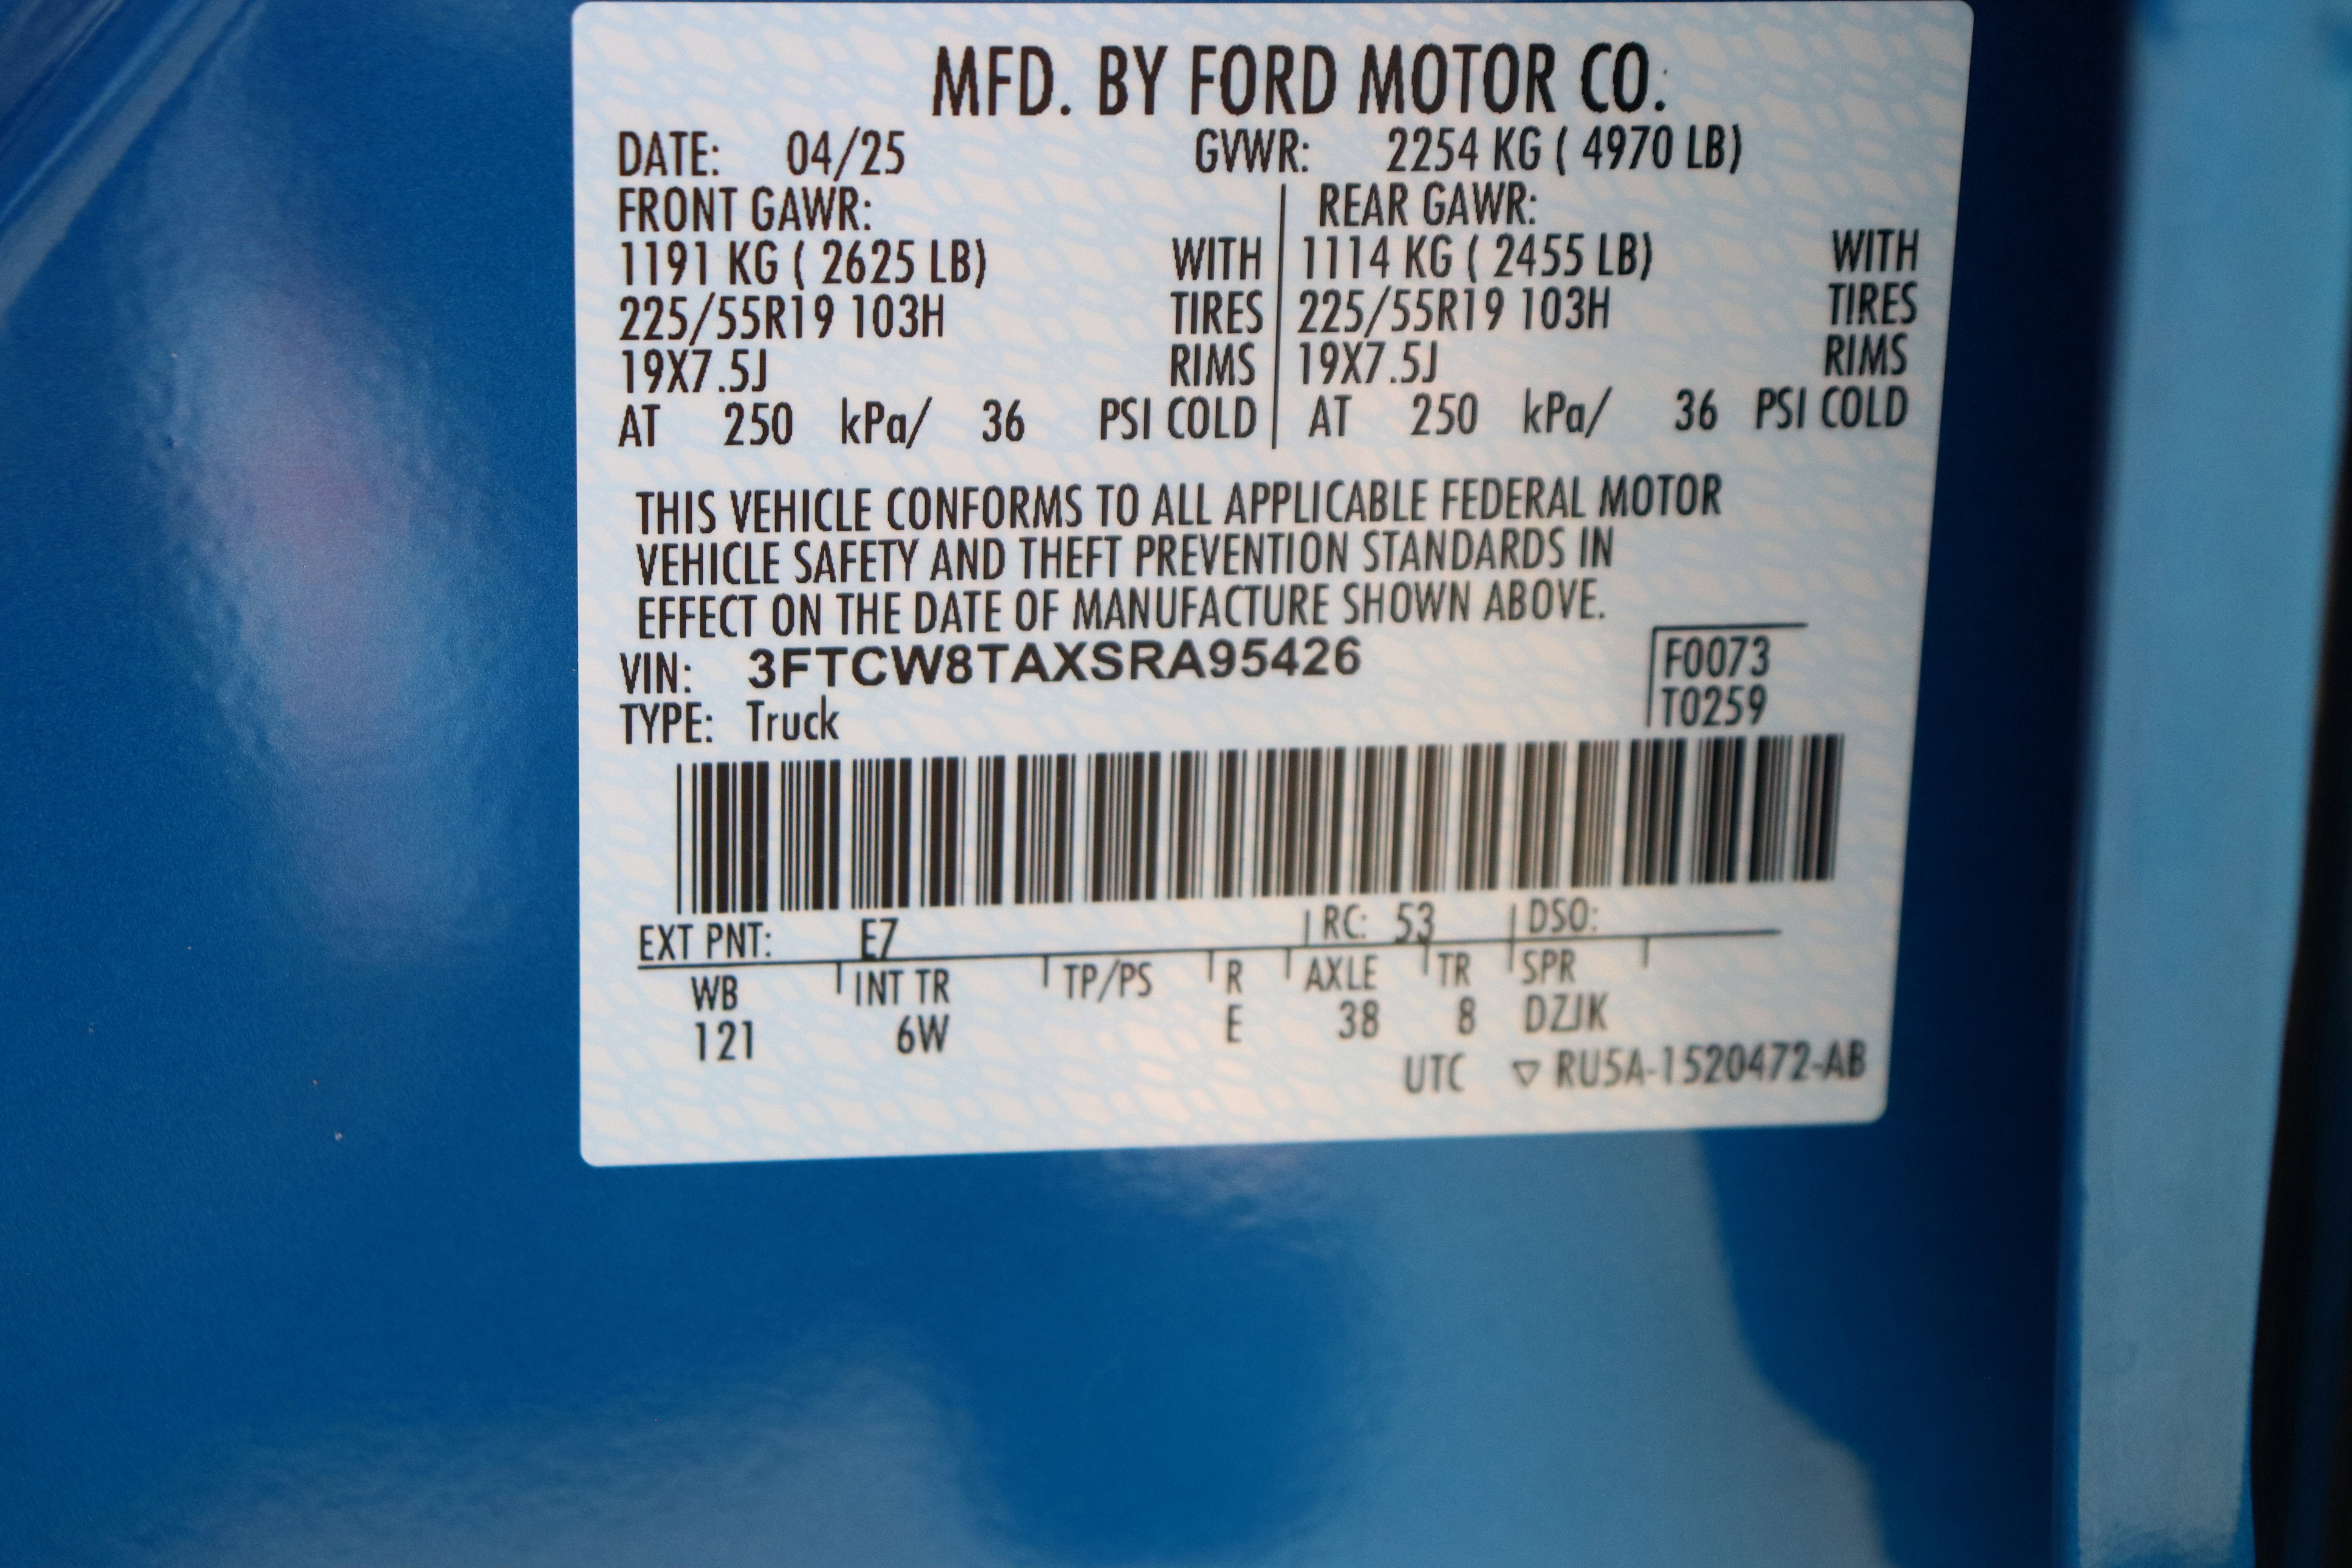 MFD. BY FORD MOTOR CO.
DATE: 04/25 GVWR: 2254 KG ( 4970 LB)
FRONT GAWR: REAR GAWR:
1191 KG ( 2625 LB) WITH 1114 KG ( 2455 LB) WITH
225/55R19 103H TIRES 225/55R19 103H TIRES
19X7.5J RIMS 19X7.5J RIMS
AT 250 kPa/ 36 PSI COLD AT 250 kPa/ 36 PSI COLD
THIS VEHICLE CONFORMS TO ALL APPLICABLE FEDERAL MOTOR
VEHICLE SAFETY AND THEFT PREVENTION STANDARDS IN
EFFECT ON THE DATE OF MANUFACTURE SHOWN ABOVE.
VIN: 3FTCW8TAXSRA95426 F0073
TYPE: Truck T0259
EXT PNT: E7 RC: 53 DSO:
WB INT TR TP/PS R AXLE TR SPR
121 6W E 38 8 DZJK
UTC ▽ RU5A-1520472-AB